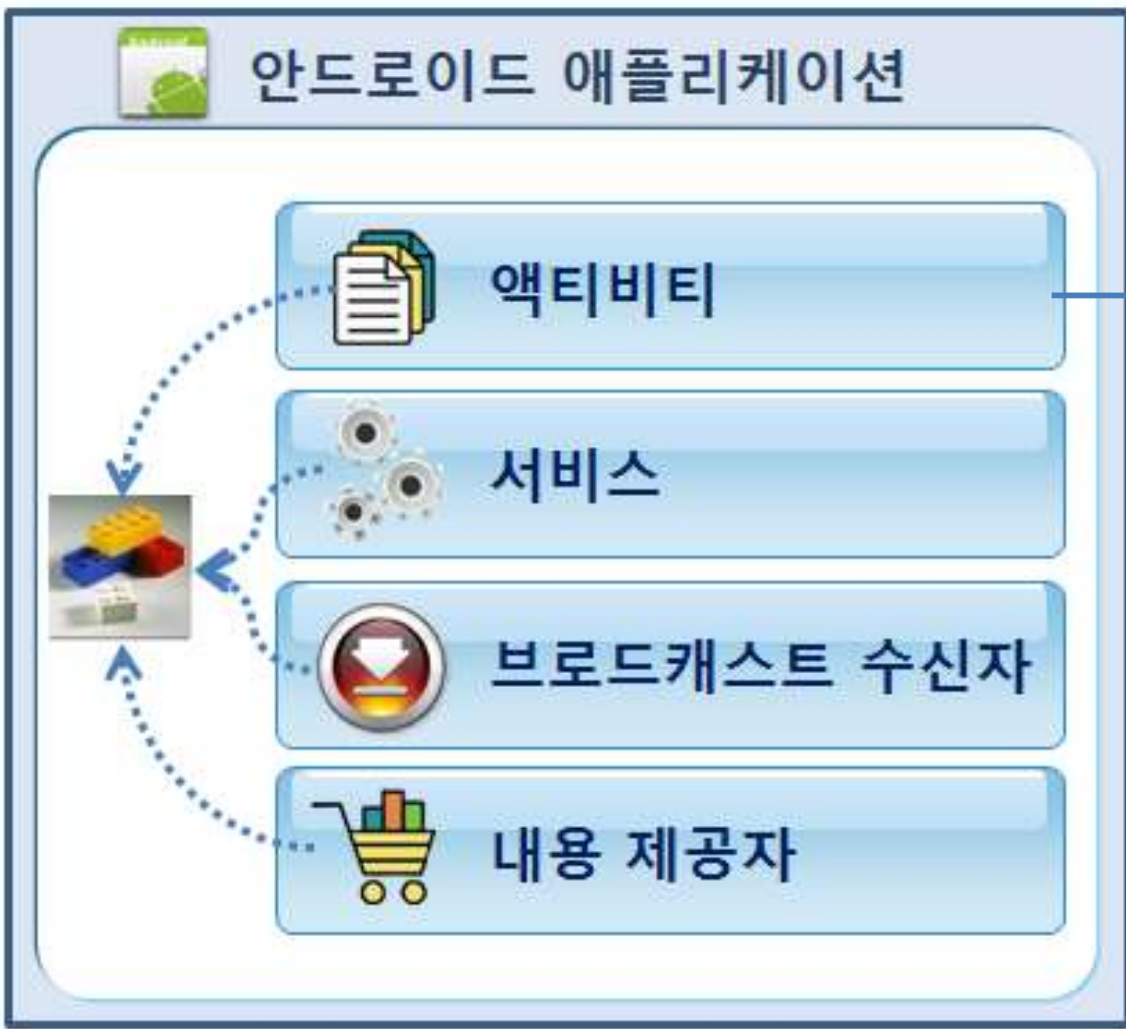 안드로이드 애플리케이션
액티비티
서비스
브로드캐스트 수신자
내용 제공자